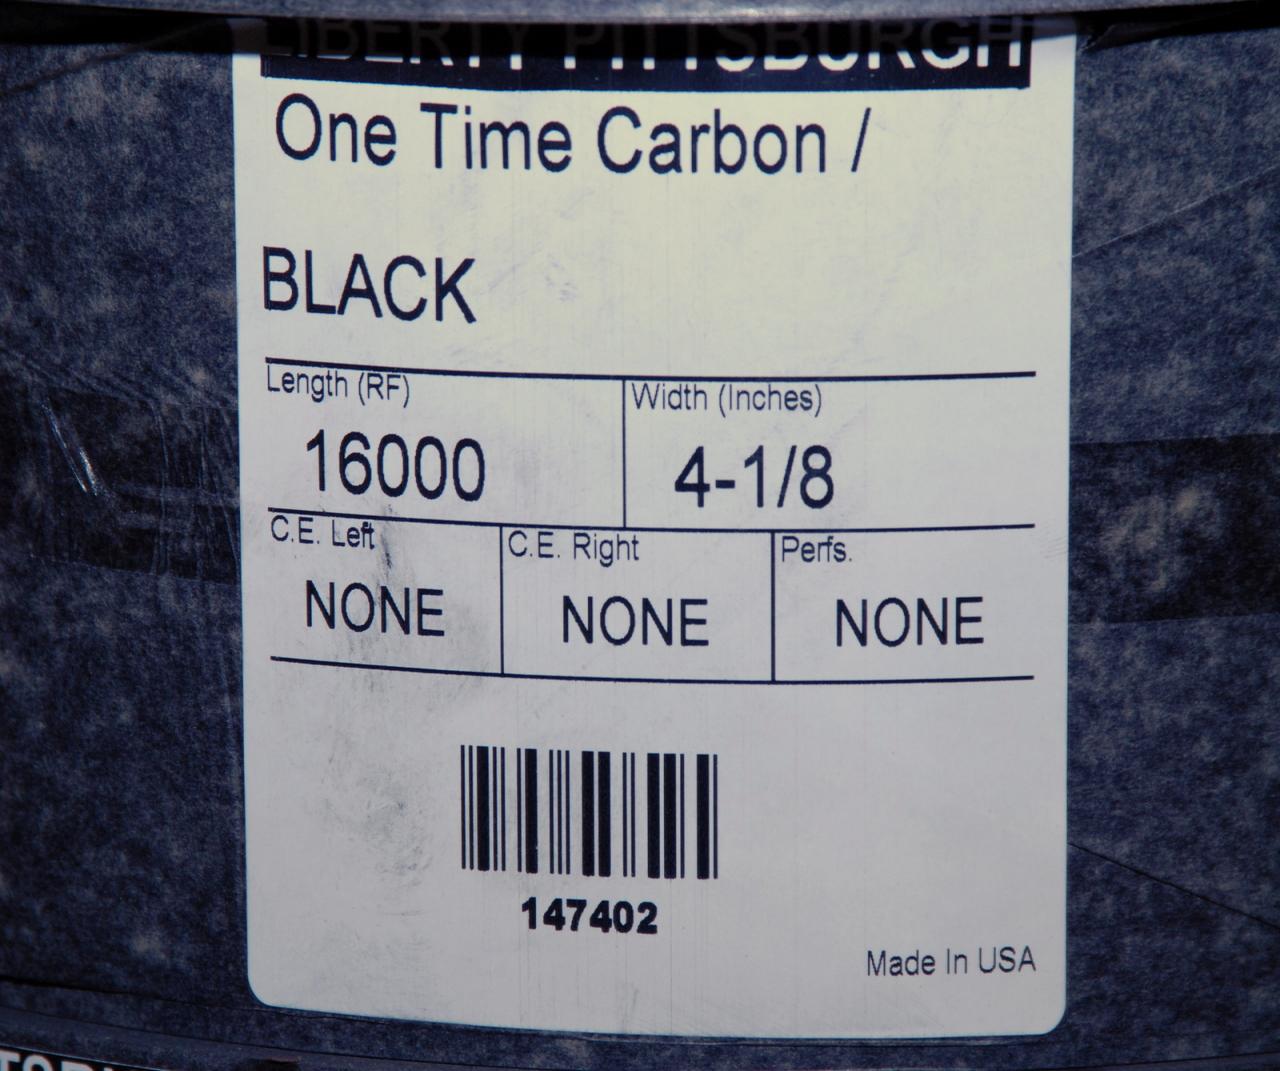 LIBERTY PITTSBURGH
One Time Carbon /
BLACK
Length (RF)
Width (Inches)
16000
4-1/8
C.E. Left
C.E. Right
Perfs.
NONE
NONE
NONE
147402
Made In USA